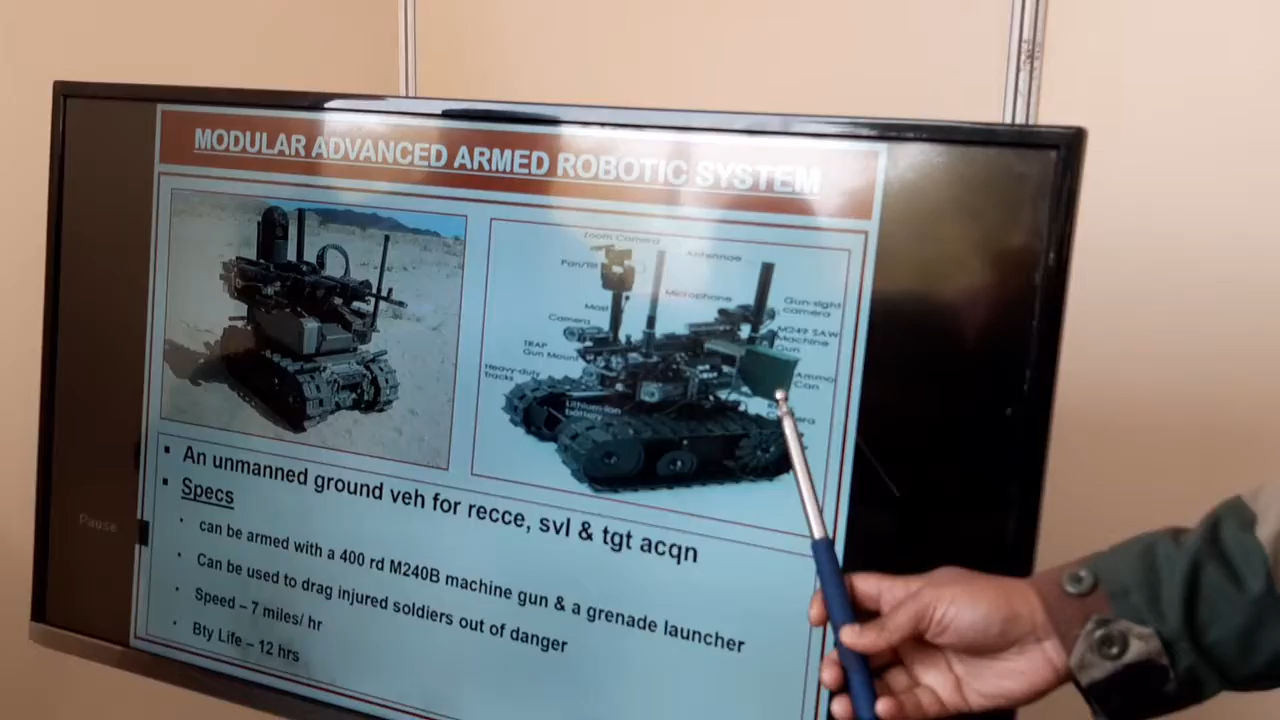 MODULAR ADVANCED ARMED ROBOTIC SYSTEM
Zoom Camera
Antennae
Pan/Tilt
Microphone
Gun-sight
camera
Mast
Camera
M249 SAW
Machine
Gun
TRAP
Gun Mount
Ammo
Can
Heavy-duty
Tracks
Lithium-ion
battery
An unmanned ground veh for recce, svl & tgt acqn
Specs
can be armed with a 400 rd M240B machine gun & a grenade launcher
Can be used to drag injured soldiers out of danger
Speed – 7 miles/ hr
Bty Life – 12 hrs
Pause